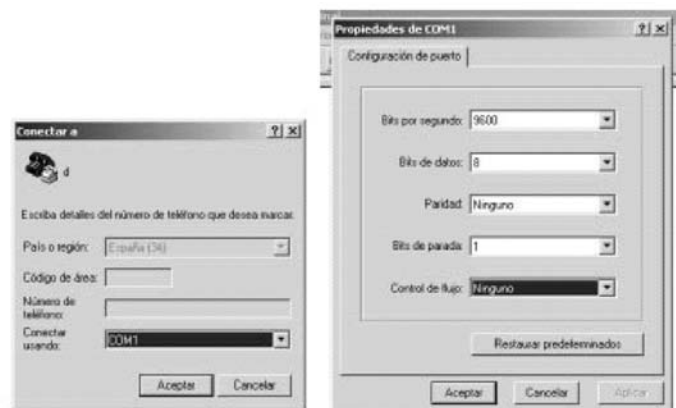 Conectar a
d
Escriba detalles del número de teléfono que desea marcar:
País o región: España (34)
Código de área:
Número de
teléfono:
Conectar
usando: COM1
Aceptar Cancelar
Propiedades de COM1
Configuración de puerto
Bits por segundo: 9600
Bits de datos: 8
Paridad: Ninguno
Bits de parada: 1
Control de flujo: Ninguno
Restaurar predeterminados
Aceptar Cancelar Aplicar